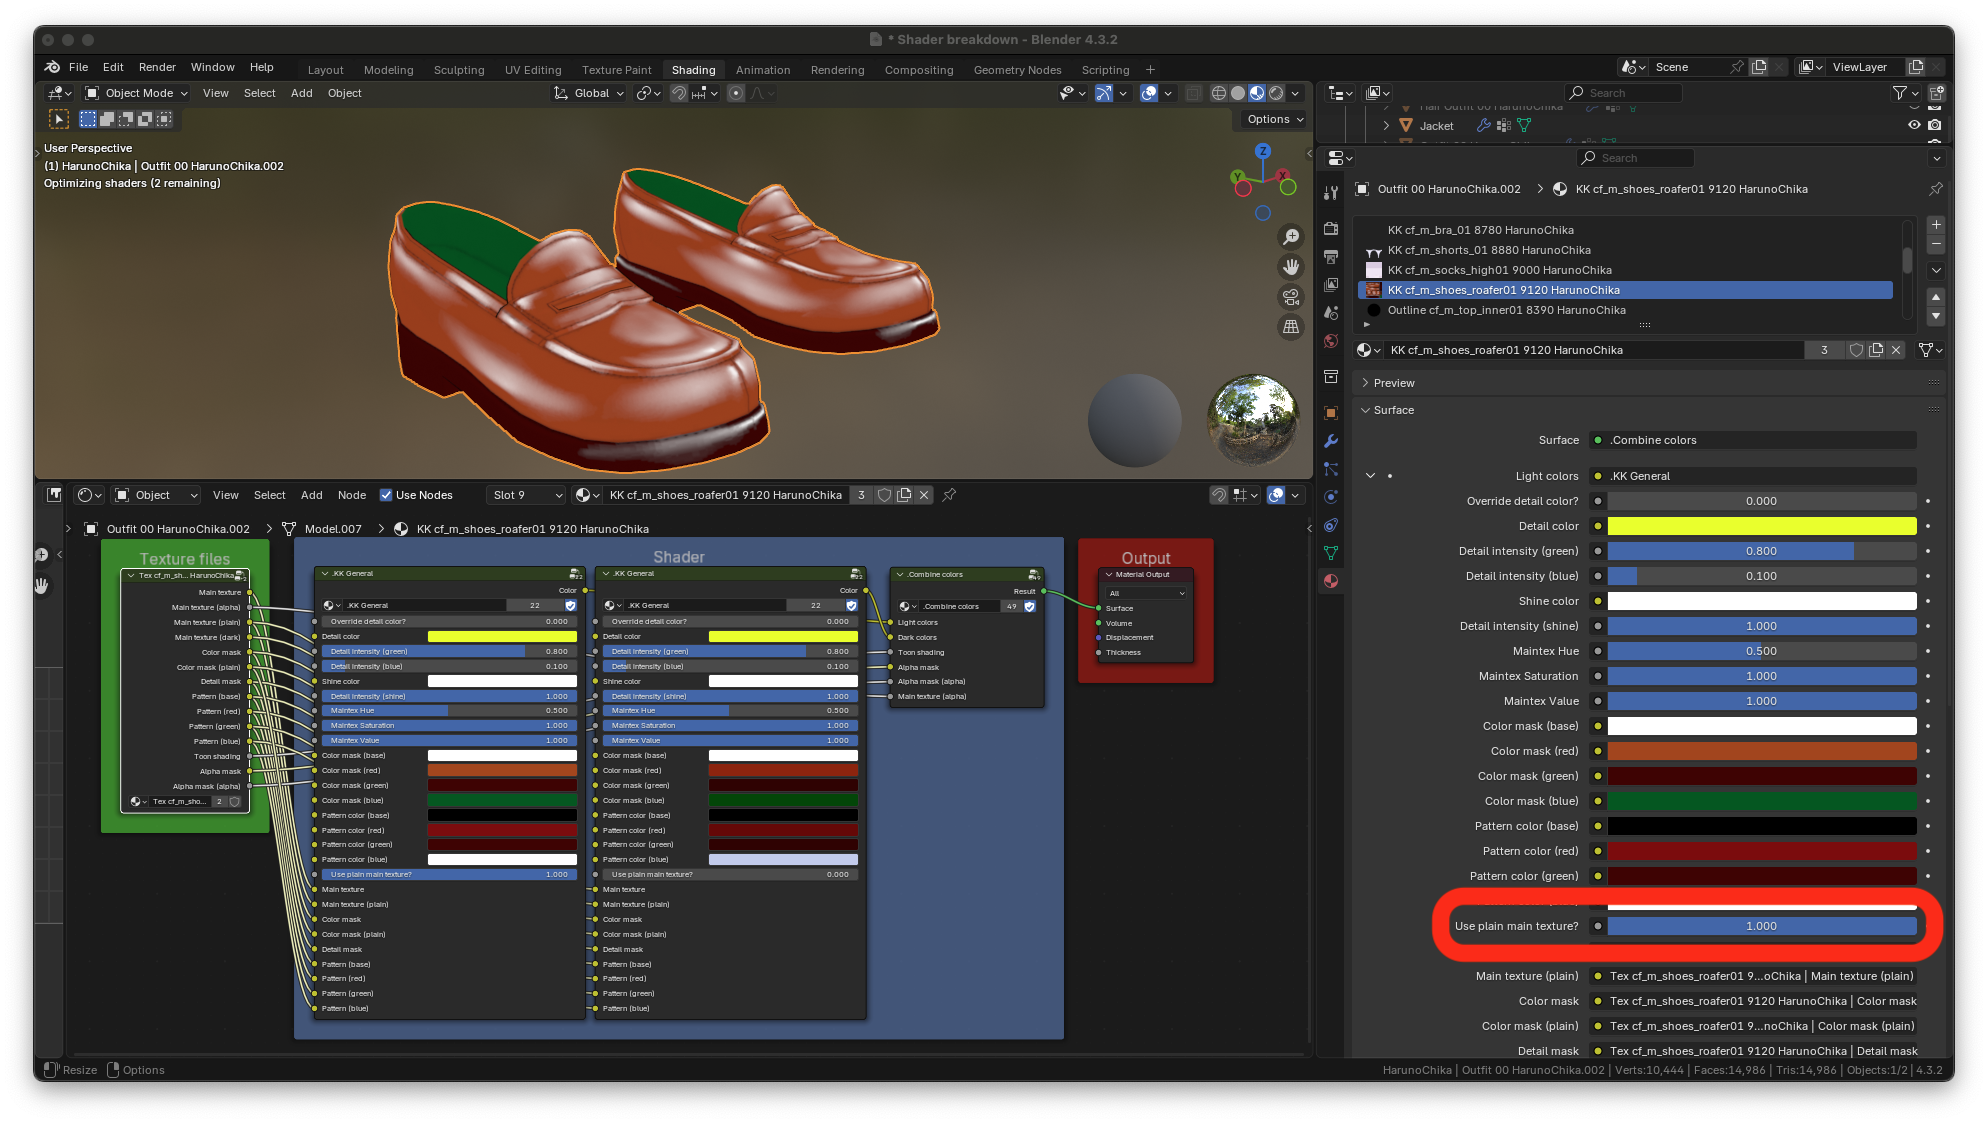 * Shader breakdown - Blender 4.3.2
File Edit Render Window Help Layout Modeling Sculpting UV Editing Texture Paint Shading Animation Rendering Compositing Geometry Nodes Scripting + Scene ViewLayer
Object Mode View Select Add Object Global
Options
User Perspective
(1) HarunoChika | Outfit 00 HarunoChika.002
Optimizing shaders (2 remaining)
Z
Y
X
Search
Hair Outfit 00 HarunoChika
Jacket
Search
Outfit 00 HarunoChika.002 > KK cf_m_shoes_roafer01 9120 HarunoChika
KK cf_m_bra_01 8780 HarunoChika
KK cf_m_shorts_01 8880 HarunoChika
KK cf_m_socks_high01 9000 HarunoChika
KK cf_m_shoes_roafer01 9120 HarunoChika
Outline cf_m_top_inner01 8390 HarunoChika
KK cf_m_shoes_roafer01 9120 HarunoChika 3
Preview
Surface
Surface .Combine colors
Light colors .KK General
Override detail color? 0.000
Detail color
Detail intensity (green) 0.800
Detail intensity (blue) 0.100
Shine color
Detail intensity (shine) 1.000
Maintex Hue 0.500
Maintex Saturation 1.000
Maintex Value 1.000
Color mask (base)
Color mask (red)
Color mask (green)
Color mask (blue)
Pattern color (base)
Pattern color (red)
Pattern color (green)
Use plain main texture? 1.000
Main texture (plain) Tex cf_m_shoes_roafer01 9...oChika | Main texture (plain)
Color mask Tex cf_m_shoes_roafer01 9120 HarunoChika | Color mask
Color mask (plain) Tex cf_m_shoes_roafer01 9...noChika | Color mask (plain)
Detail mask Tex cf_m_shoes_roafer01 9120 HarunoChika | Detail mask
Object View Select Add Node Use Nodes Slot 9 KK cf_m_shoes_roafer01 9120 HarunoChika 3
Outfit 00 HarunoChika.002 > Model.007 > KK cf_m_shoes_roafer01 9120 HarunoChika
Texture files
Tex cf_m_sh... HarunoChika
Main texture
Main texture (alpha)
Main texture (plain)
Main texture (dark)
Color mask
Color mask (plain)
Detail mask
Pattern (base)
Pattern (red)
Pattern (green)
Pattern (blue)
Toon shading
Alpha mask
Alpha mask (alpha)
Tex cf_m_sho... 2
Shader
.KK General
22
Color
.KK General 22
Override detail color? 0.000
Detail color
Detail intensity (green) 0.800
Detail intensity (blue) 0.100
Shine color
Detail intensity (shine) 1.000
Maintex Hue 0.500
Maintex Saturation 1.000
Maintex Value 1.000
Color mask (base)
Color mask (red)
Color mask (green)
Color mask (blue)
Pattern color (base)
Pattern color (red)
Pattern color (green)
Pattern color (blue)
Use plain main texture? 1.000
Main texture
Main texture (plain)
Color mask
Color mask (plain)
Detail mask
Pattern (base)
Pattern (red)
Pattern (green)
Pattern (blue)
.KK General
Color
.KK General 22
Override detail color? 0.000
Detail color
Detail intensity (green) 0.800
Detail intensity (blue) 0.100
Shine color
Detail intensity (shine) 1.000
Maintex Hue 0.500
Maintex Saturation 1.000
Maintex Value 1.000
Color mask (base)
Color mask (red)
Color mask (green)
Color mask (blue)
Pattern color (base)
Pattern color (red)
Pattern color (green)
Pattern color (blue)
Use plain main texture? 0.000
Main texture
Main texture (plain)
Color mask
Color mask (plain)
Detail mask
Pattern (base)
Pattern (red)
Pattern (green)
Pattern (blue)
.Combine colors
Result
.Combine colors 49
Light colors
Dark colors
Toon shading
Alpha mask
Alpha mask (alpha)
Main texture (alpha)
Output
Material Output
All
Surface
Volume
Displacement
Thickness
Resize Options
HarunoChika | Outfit 00 HarunoChika.002 | Verts:10,444 | Faces:14,986 | Tris:14,986 | Objects:1/2 | 4.3.2